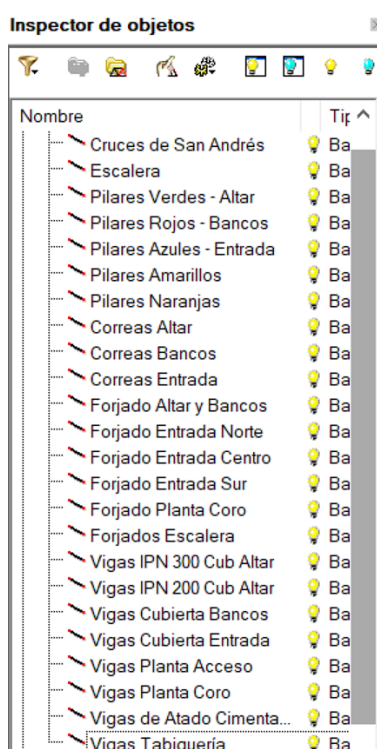 Inspector de objetos
Nombre Tip
Cruces de San Andrés Ba
Escalera Ba
Pilares Verdes - Altar Ba
Pilares Rojos - Bancos Ba
Pilares Azules - Entrada Ba
Pilares Amarillos Ba
Pilares Naranjas Ba
Correas Altar Ba
Correas Bancos Ba
Correas Entrada Ba
Forjado Altar y Bancos Ba
Forjado Entrada Norte Ba
Forjado Entrada Centro Ba
Forjado Entrada Sur Ba
Forjado Planta Coro Ba
Forjados Escalera Ba
Vigas IPN 300 Cub Altar Ba
Vigas IPN 200 Cub Altar Ba
Vigas Cubierta Bancos Ba
Vigas Cubierta Entrada Ba
Vigas Planta Acceso Ba
Vigas Planta Coro Ba
Vigas de Atado Cimenta... Ba
Vigas Tabiquería Ba